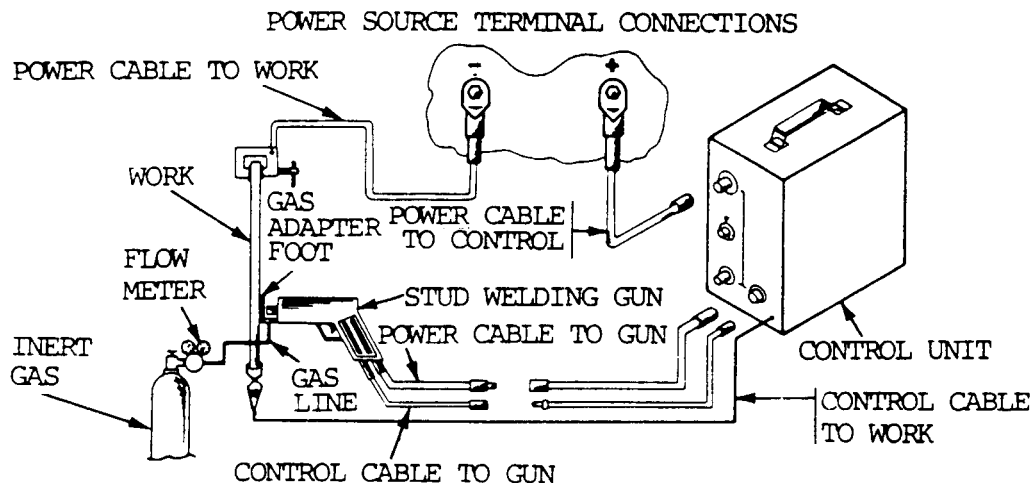 POWER SOURCE TERMINAL CONNECTIONS
POWER CABLE TO WORK
-
+
WORK
GAS
ADAPTER
FOOT
POWER CABLE
TO CONTROL
FLOW
METER
STUD WELDING GUN
POWER CABLE TO GUN
INERT
GAS
GAS
LINE
CONTROL UNIT
CONTROL CABLE
TO WORK
CONTROL CABLE TO GUN